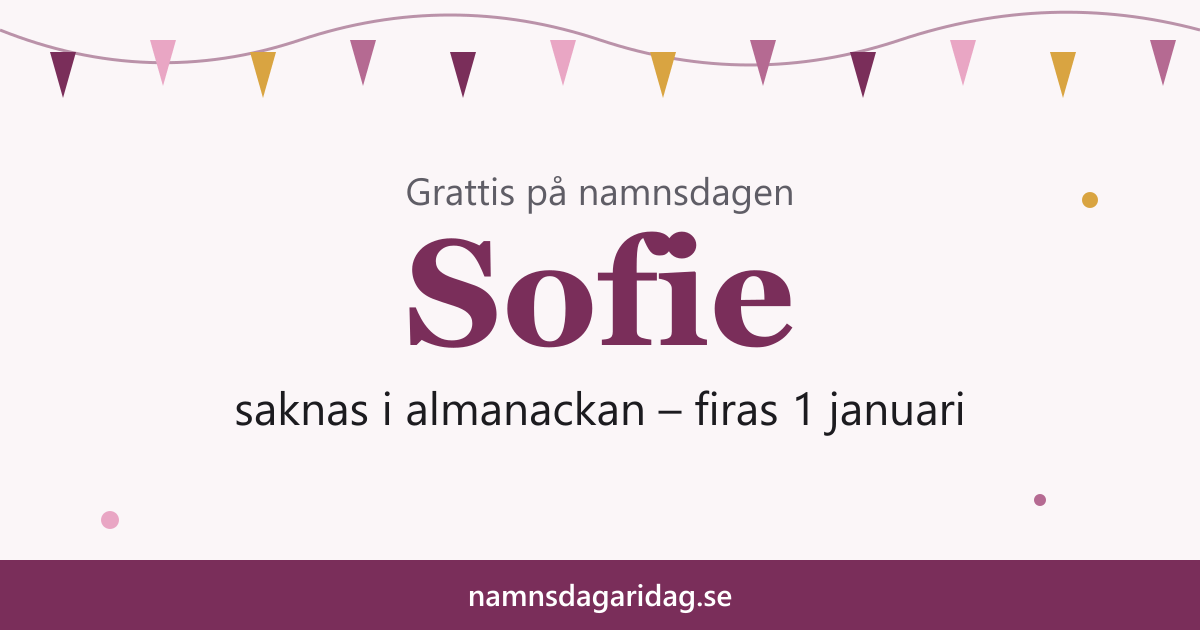 Grattis på namnsdagen
Sofie
saknas i almanackan – firas 1 januari
namnsdagaridag.se